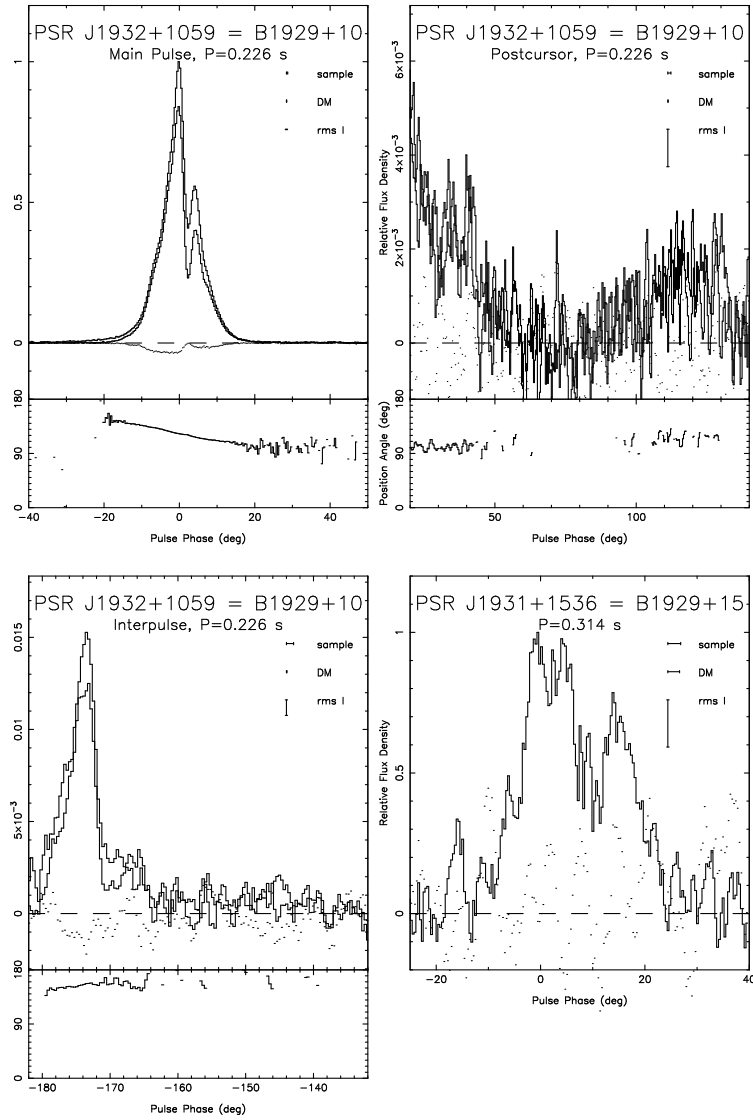 PSR J1932+1059 = B1929+10
Main Pulse, P=0.226 s
sample
DM
rms I
1
0.5
0
180
90
0
−40
−20
0
20
40
Pulse Phase (deg)
PSR J1932+1059 = B1929+10
Postcursor, P=0.226 s
sample
DM
rms I
Relative Flux Density
6×10⁻³
4×10⁻³
2×10⁻³
0
Position Angle (deg)
180
90
0
50
100
Pulse Phase (deg)
PSR J1932+1059 = B1929+10
Interpulse, P=0.226 s
sample
DM
rms I
0.015
0.01
5×10⁻³
0
180
90
0
−180
−170
−160
−150
−140
Pulse Phase (deg)
PSR J1931+1536 = B1929+15
P=0.314 s
sample
DM
rms I
Relative Flux Density
1
0.5
0
−20
0
20
40
Pulse Phase (deg)